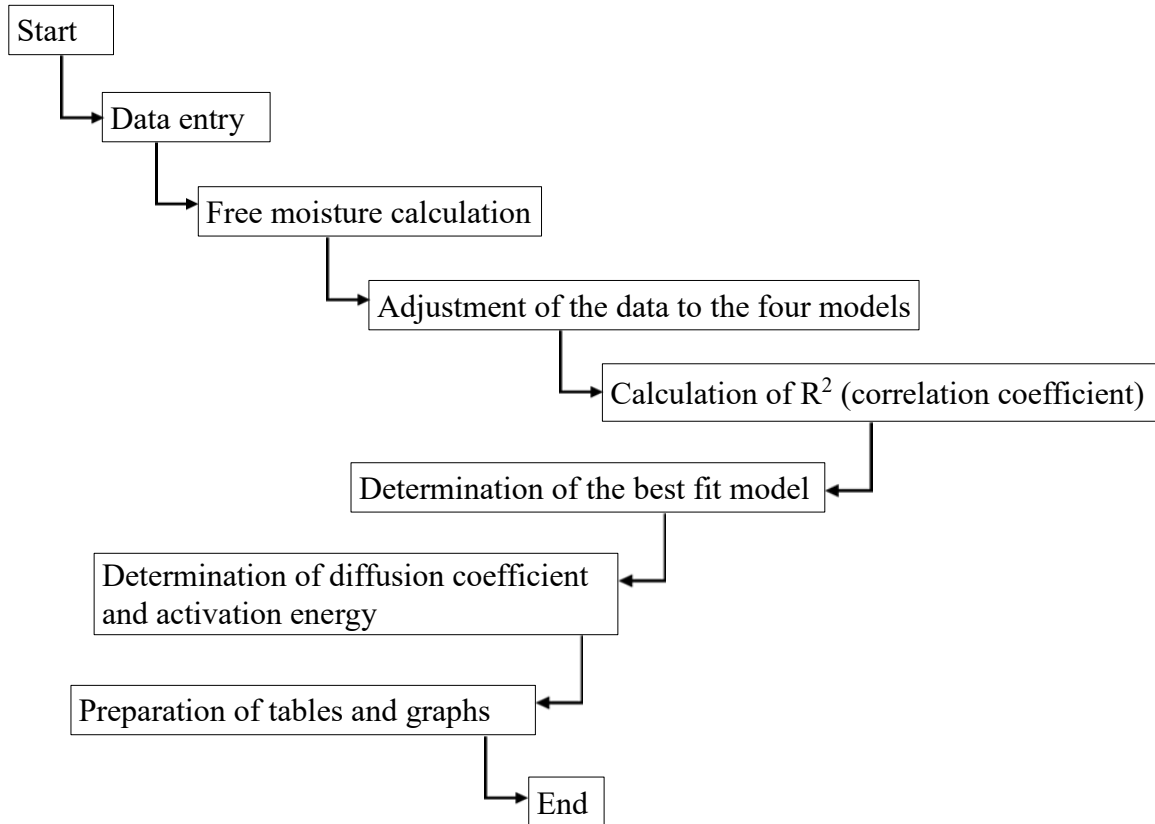 Start
Data entry
Free moisture calculation
Adjustment of the data to the four models
Calculation of R² (correlation coefficient)
Determination of the best fit model
Determination of diffusion coefficient
and activation energy
Preparation of tables and graphs
End